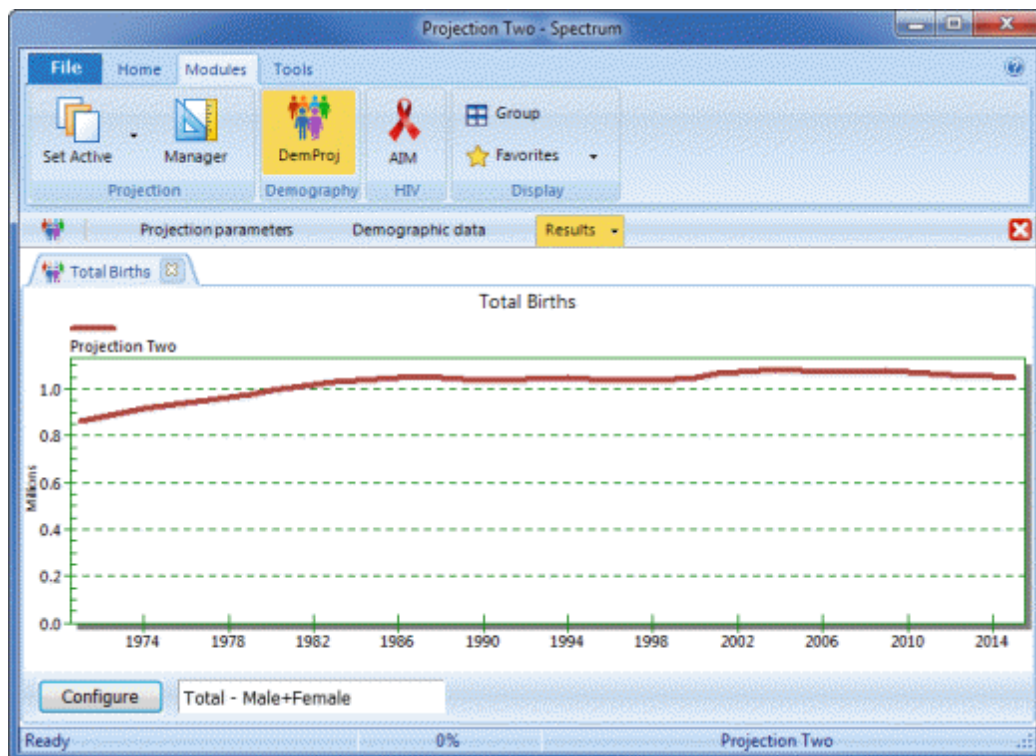 Projection Two - Spectrum
File Home Modules Tools
Set Active Manager DemProj AIM Group
Favorites
Projection Demography HIV Display
Projection parameters Demographic data Results
Total Births
Total Births
Projection Two
Millions
1.0
0.8
0.6
0.4
0.2
0.0
1974 1978 1982 1986 1990 1994 1998 2002 2006 2010 2014
Configure Total - Male+Female
Ready 0% Projection Two